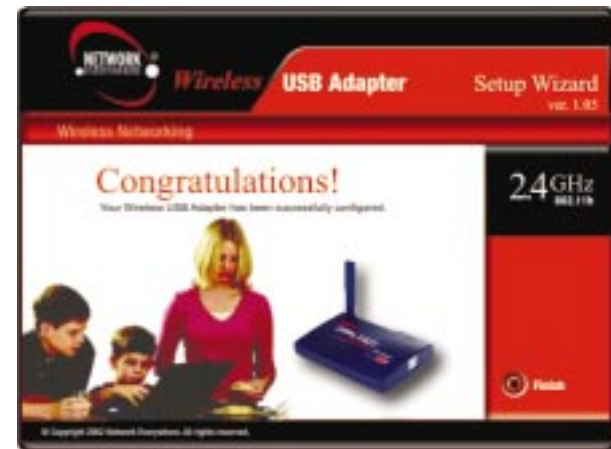 NETWORK
EVERYWHERE
Wireless USB Adapter
Setup Wizard
ver. 1.05
Wireless Networking
Congratulations!
Your Wireless USB Adapter has been successfully configured.
2.4GHz
802.11b
Finish
© Copyright 2002 Network Everywhere. All rights reserved.